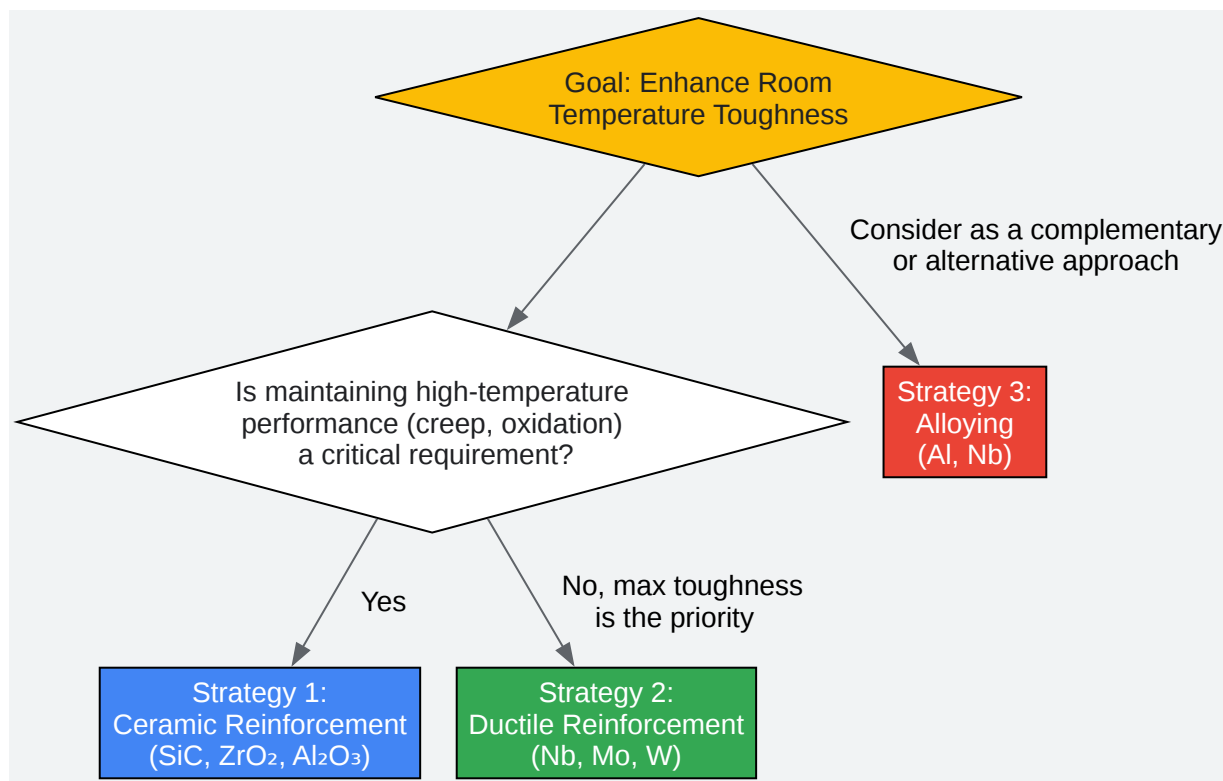 Goal: Enhance Room
Temperature Toughness
Consider as a complementary
or alternative approach
Is maintaining high-temperature
performance (creep, oxidation)
a critical requirement?
Strategy 3:
Alloying
(Al, Nb)
Yes
No, max toughness
is the priority
Strategy 1:
Ceramic Reinforcement
(SiC, ZrO₂, Al₂O₃)
Strategy 2:
Ductile Reinforcement
(Nb, Mo, W)